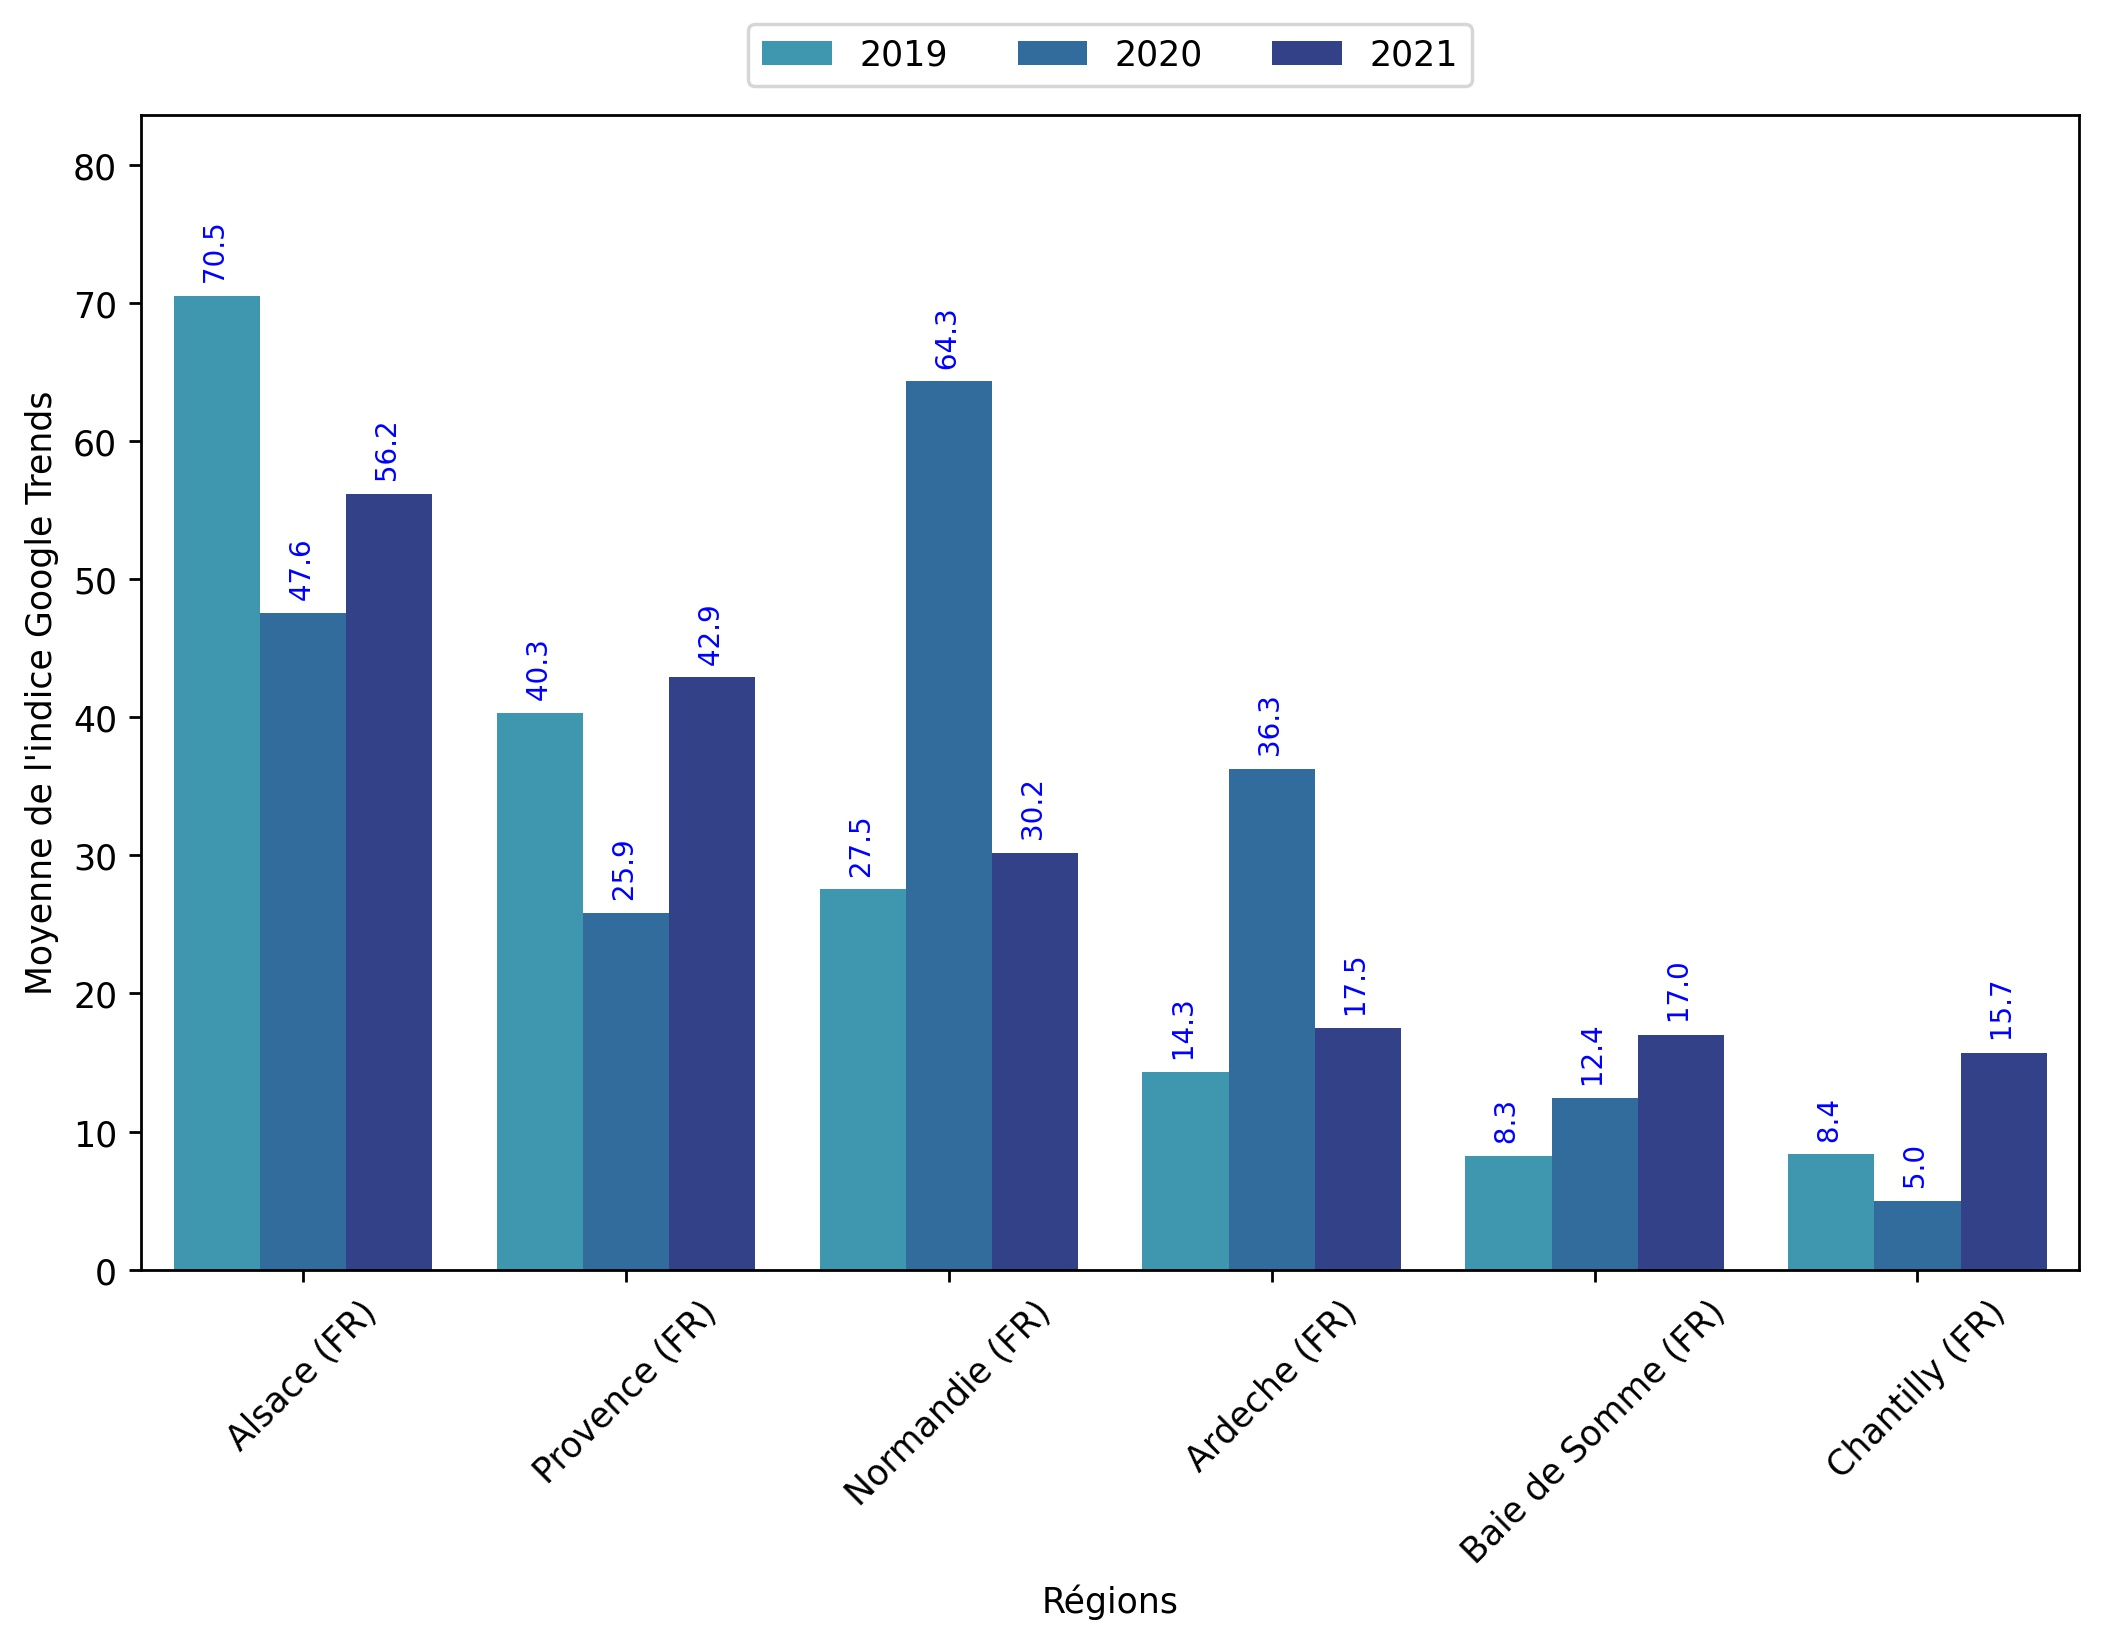 2019 2020 2021
Moyenne de l'indice Google Trends
80
70
60
50
40
30
20
10
0
70.5 47.6 56.2
40.3 25.9 42.9
27.5 64.3 30.2
14.3 36.3 17.5
8.3 12.4 17.0
8.4 5.0 15.7
Alsace (FR)
Provence (FR)
Normandie (FR)
Ardeche (FR)
Baie de Somme (FR)
Chantilly (FR)
Régions